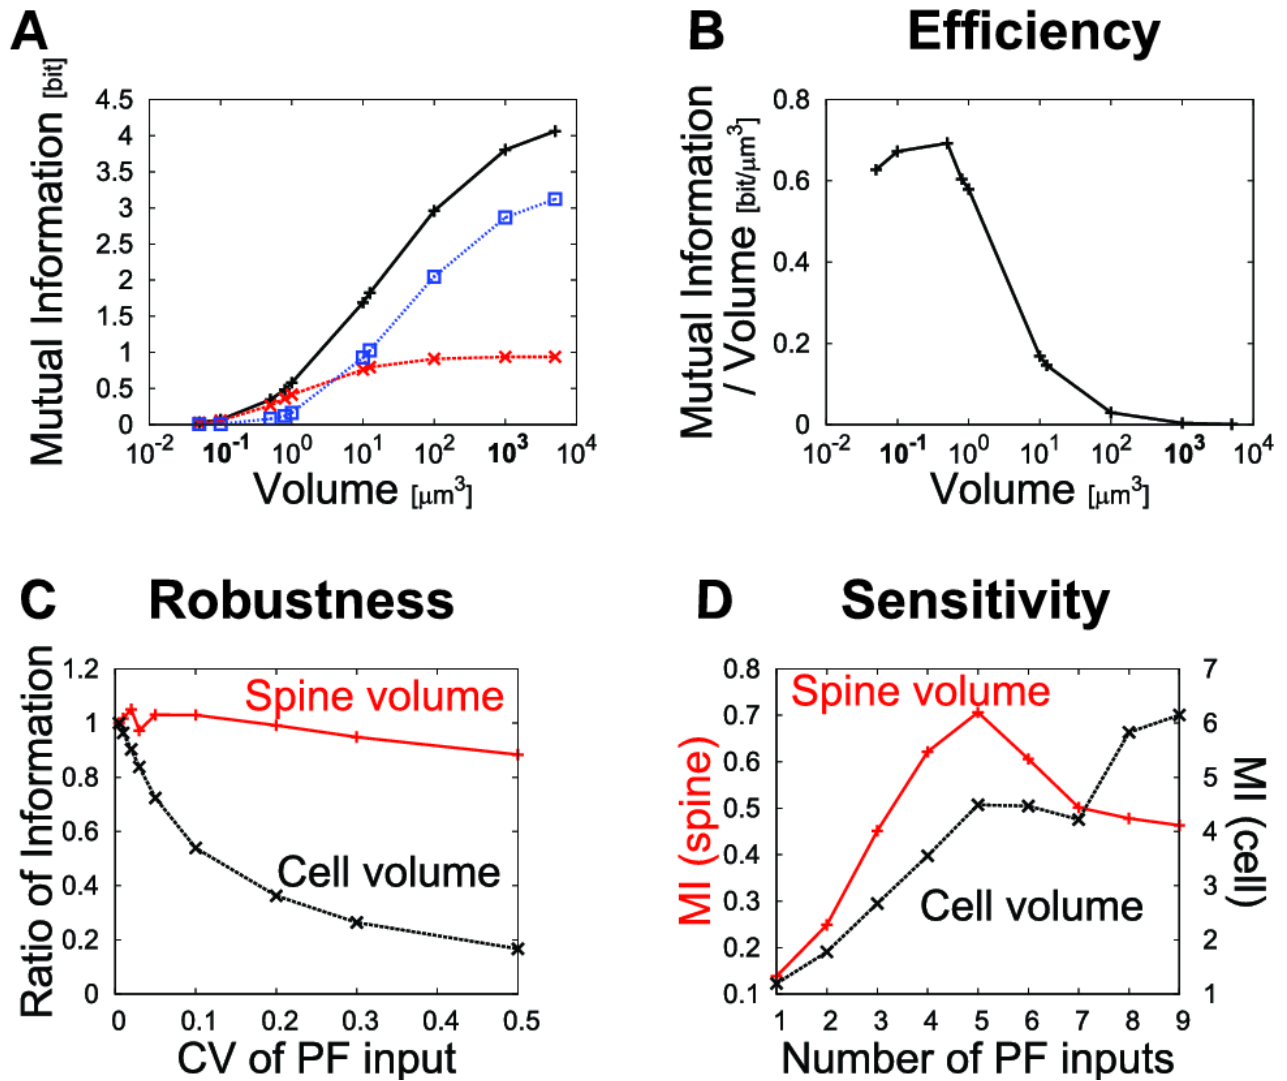 A
Mutual Information [bit]
4.5
4
3.5
3
2.5
2
1.5
1
0.5
0
10-2 10-1 100 101 102 103 104
Volume [μm3]
B Efficiency
Mutual Information
/ Volume [bit/μm3]
0.8
0.6
0.4
0.2
0
10-2 10-1 100 101 102 103 104
Volume [μm3]
C Robustness
Ratio of Information
1.2
1
0.8
0.6
0.4
0.2
0
Spine volume
Cell volume
0 0.1 0.2 0.3 0.4 0.5
CV of PF input
D Sensitivity
MI (spine)
0.8
0.7
0.6
0.5
0.4
0.3
0.2
0.1
Spine volume
Cell volume
7
6
5
4
3
2
1
MI (cell)
1 2 3 4 5 6 7 8 9
Number of PF inputs